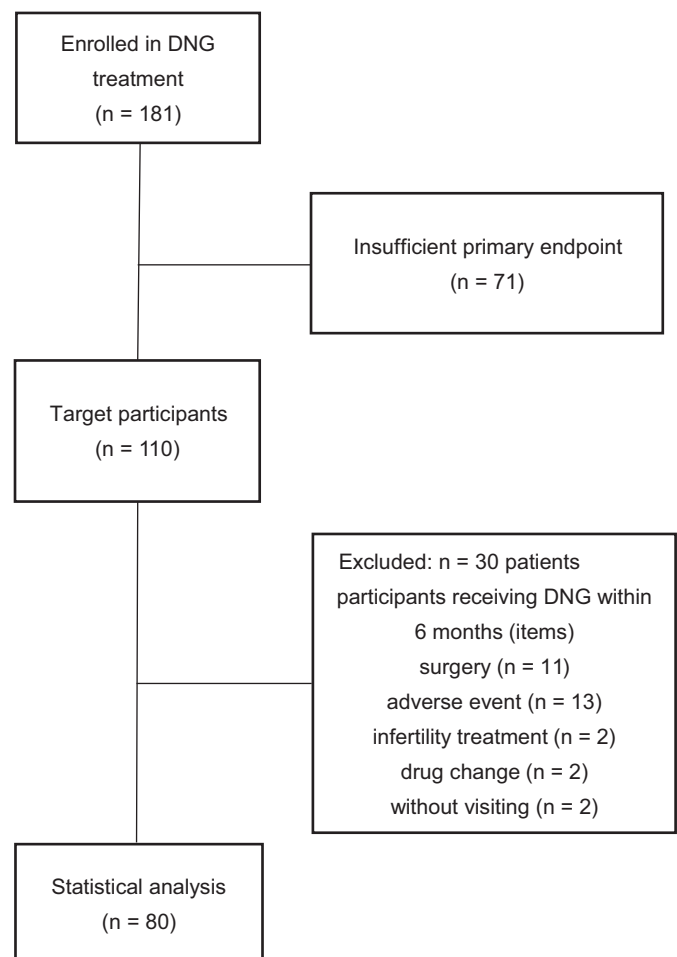 Enrolled in DNG
treatment
(n = 181)
Insufficient primary endpoint
(n = 71)
Target participants
(n = 110)
Excluded: n = 30 patients
participants receiving DNG within
6 months (items)
surgery (n = 11)
adverse event (n = 13)
infertility treatment (n = 2)
drug change (n = 2)
without visiting (n = 2)
Statistical analysis
(n = 80)